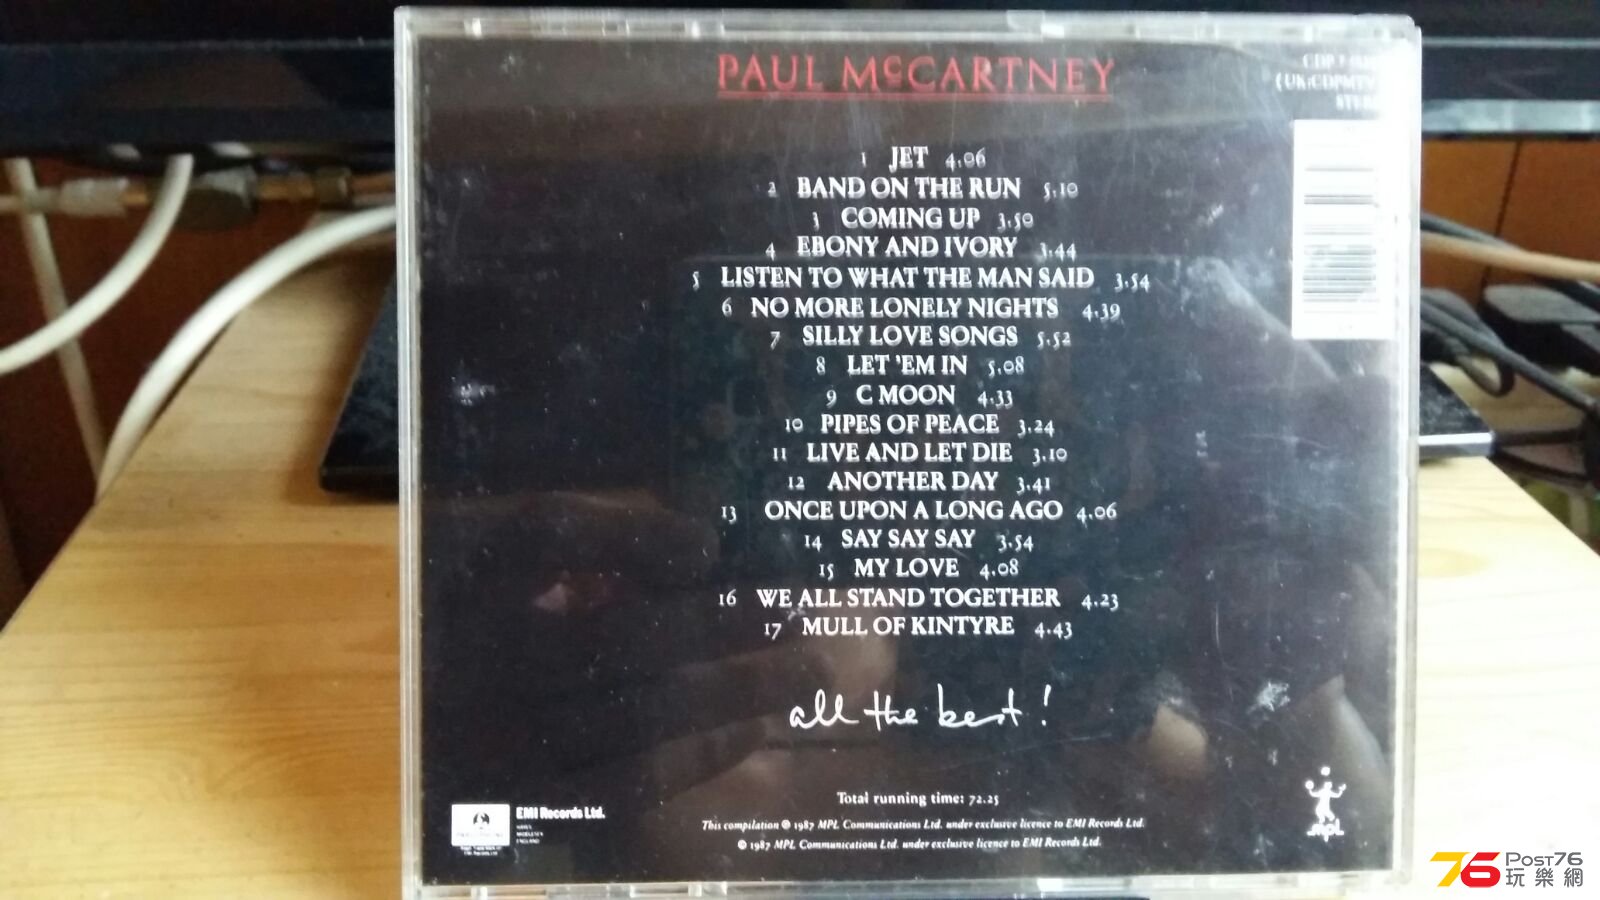 PAUL McCARTNEY
(UK:CDPMTV
1 JET 4.06
2 BAND ON THE RUN 5.10
3 COMING UP 3.50
4 EBONY AND IVORY 3.44
5 LISTEN TO WHAT THE MAN SAID 3.54
6 NO MORE LONELY NIGHTS 4.39
7 SILLY LOVE SONGS 5.52
8 LET 'EM IN 5.08
9 C MOON 4.33
10 PIPES OF PEACE 3.24
11 LIVE AND LET DIE 3.10
12 ANOTHER DAY 3.41
13 ONCE UPON A LONG AGO 4.06
14 SAY SAY SAY 3.54
15 MY LOVE 4.08
16 WE ALL STAND TOGETHER 4.23
17 MULL OF KINTYRE 4.43
all the best!
Total running time: 72.25
EMI Records Ltd.
This compilation ℗ 1987 MPL Communications Ltd. under exclusive licence to EMI Records Ltd.
© 1987 MPL Communications Ltd. under exclusive licence to EMI Records Ltd.
MPL
76 Post76
玩樂網